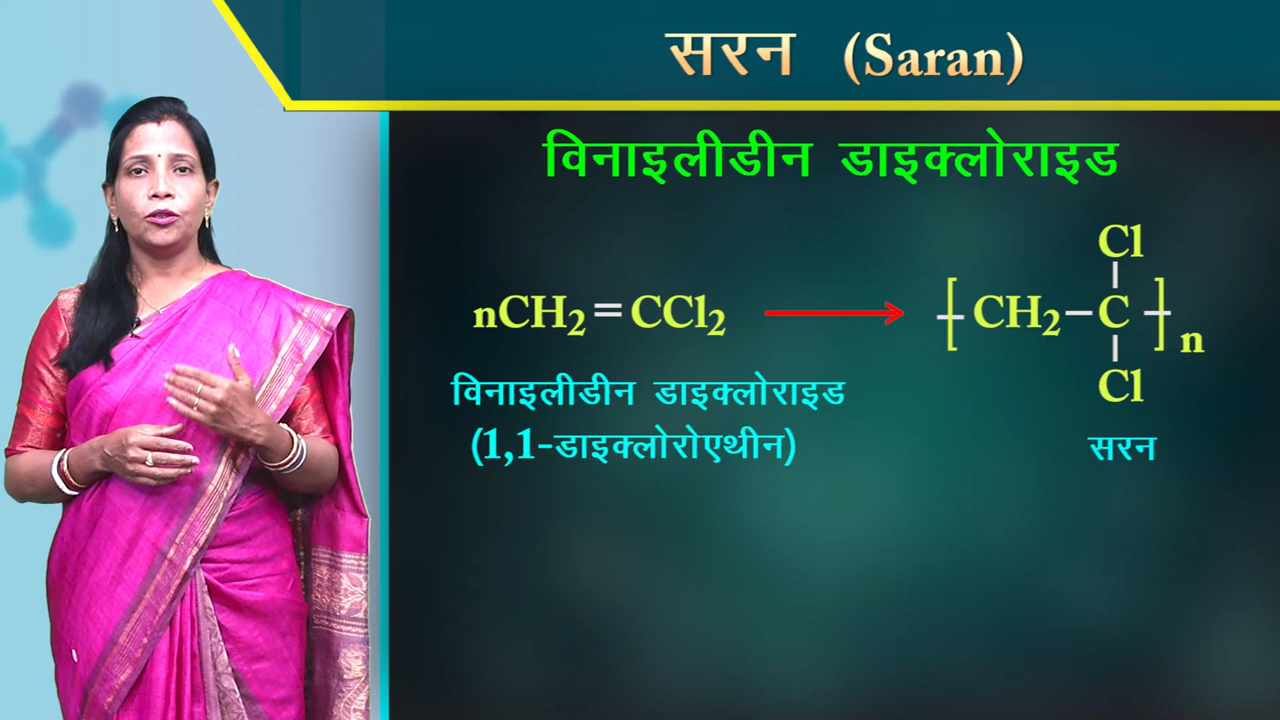 सरन (Saran)
विनाइलीडीन डाइक्लोराइड
Cl
nCH₂=CCl₂ → [CH₂–C]n
Cl
विनाइलीडीन डाइक्लोराइड
(1,1-डाइक्लोरोएथीन)
सरन